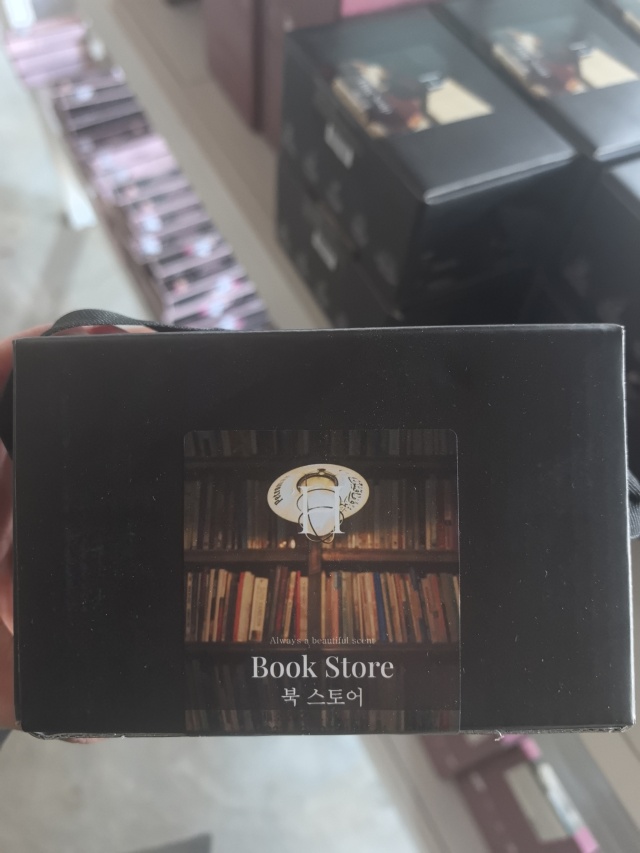 H
Always a beautiful scent
Book Store
북 스토어